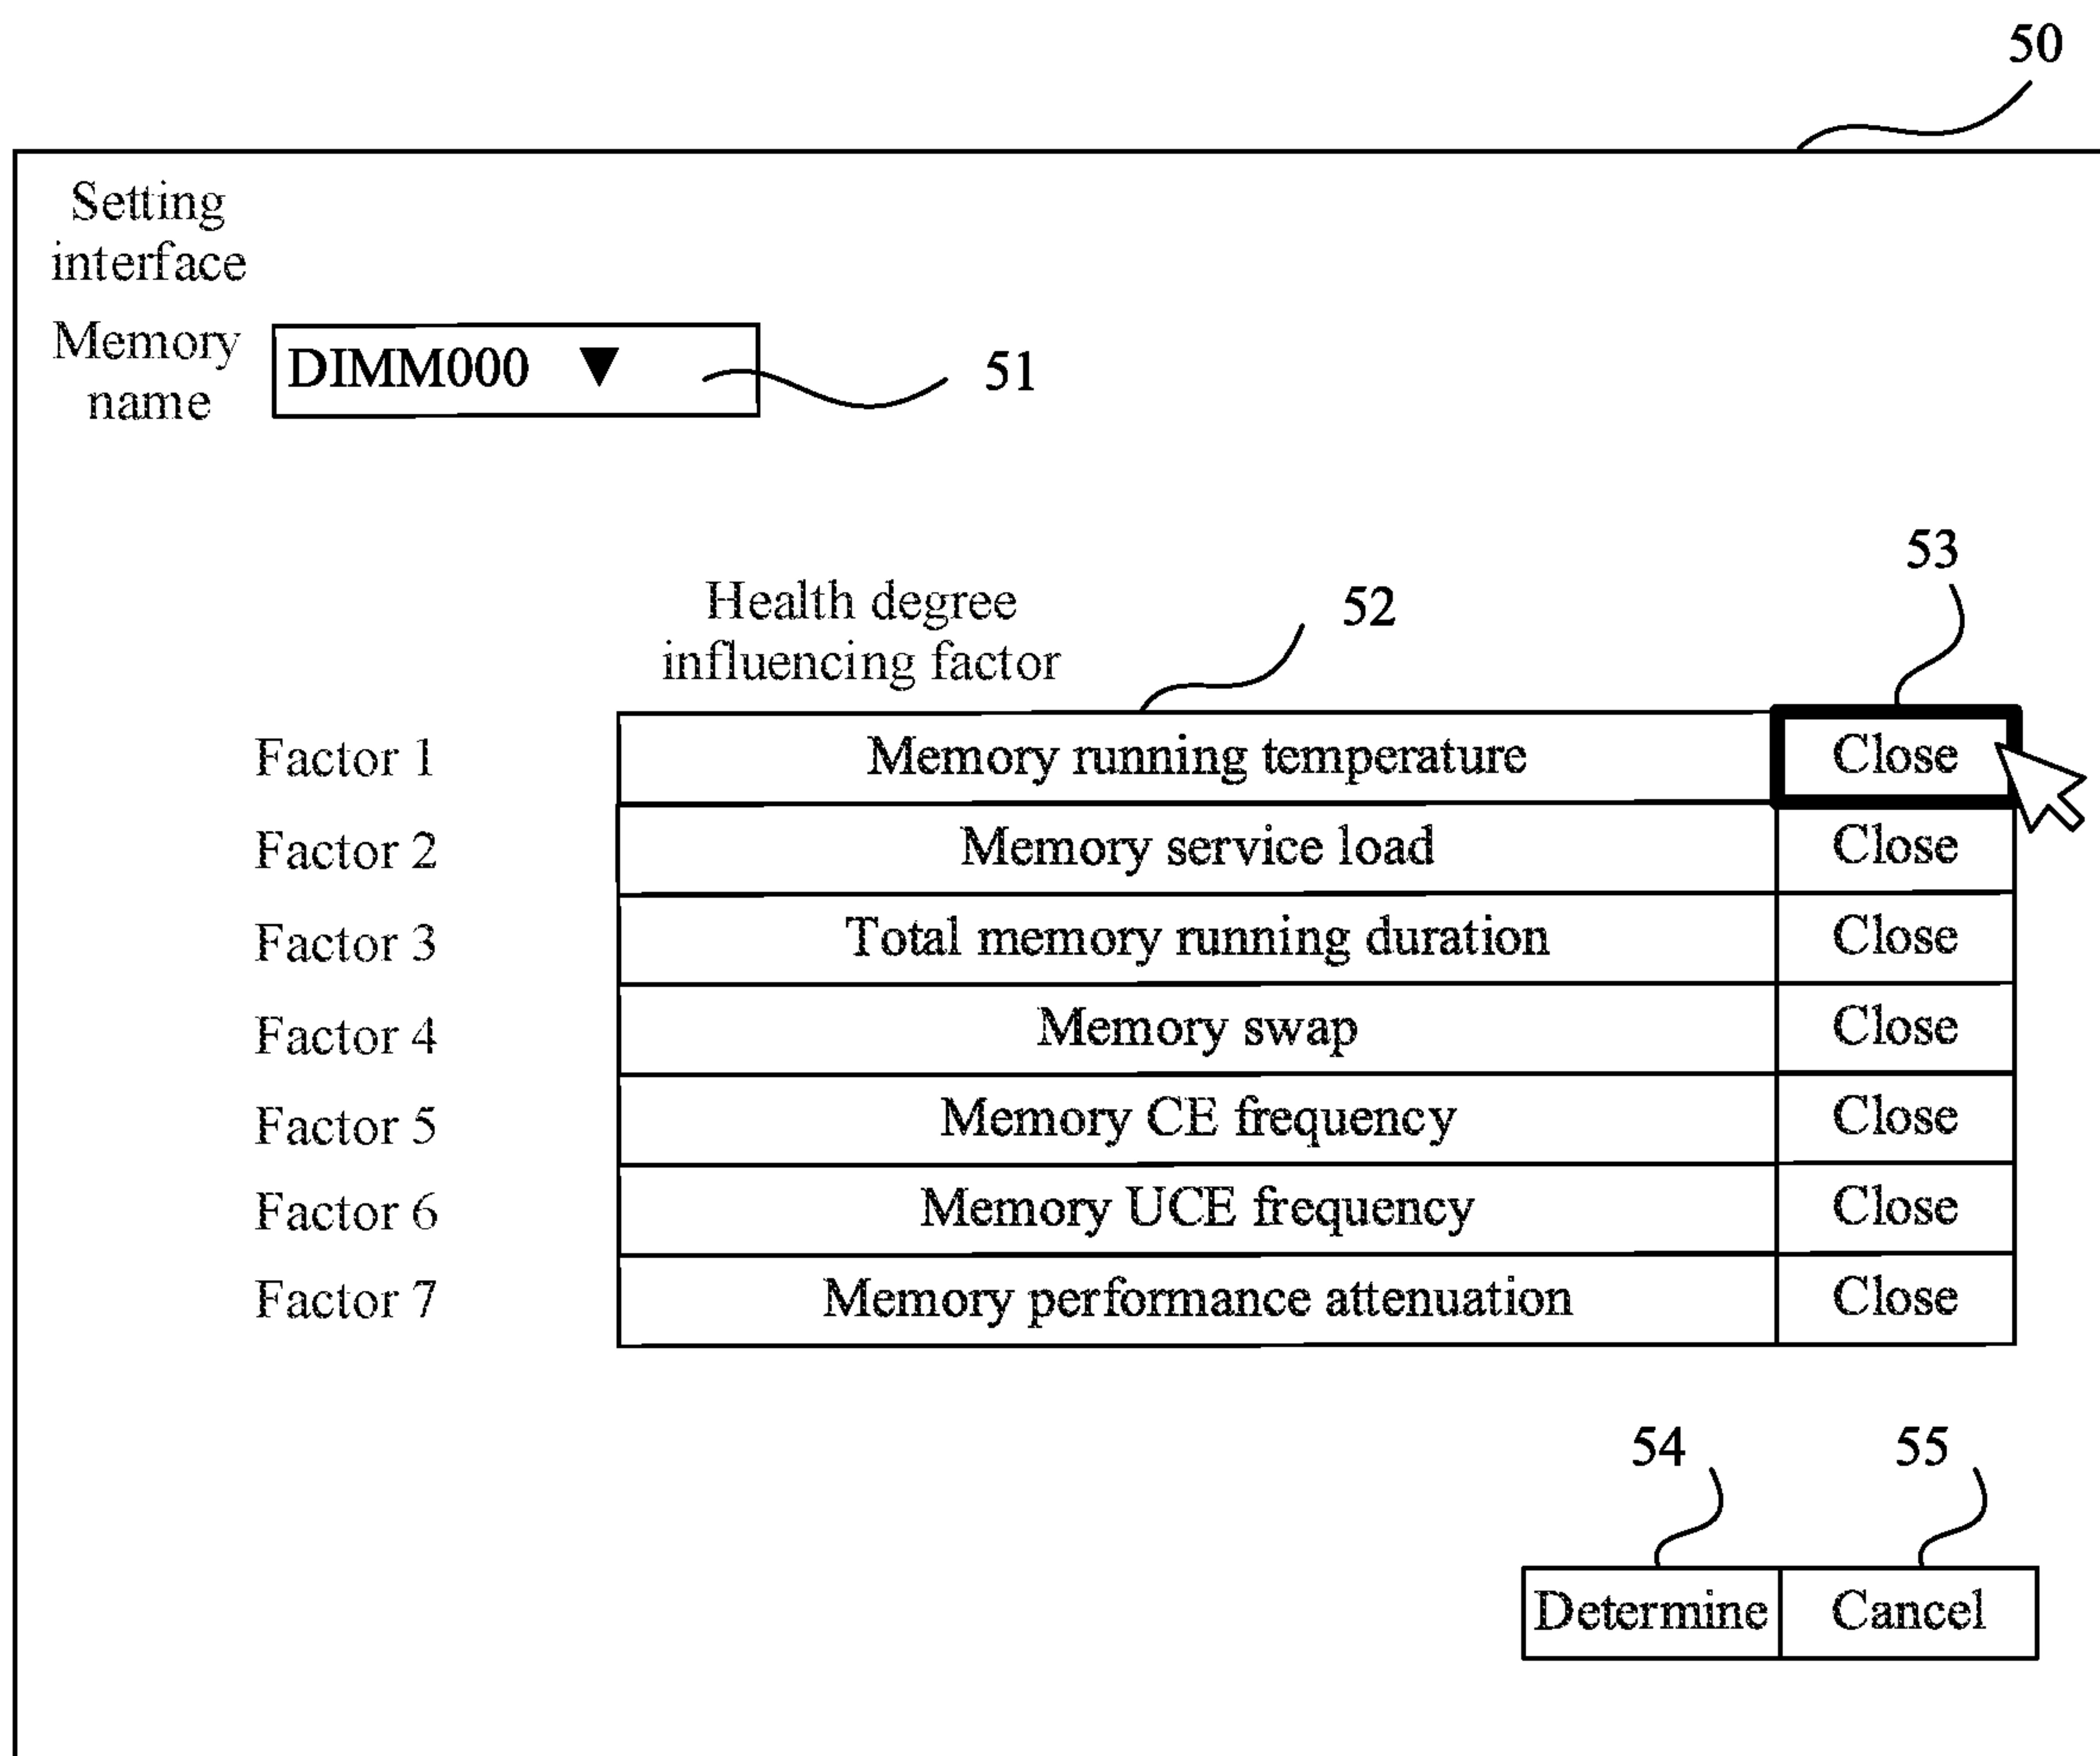 50
Setting
interface
Memory
name
DIMM000 ▼
51
53
Health degree
influencing factor
52
Factor 1 Memory running temperature Close
Factor 2 Memory service load Close
Factor 3 Total memory running duration Close
Factor 4 Memory swap Close
Factor 5 Memory CE frequency Close
Factor 6 Memory UCE frequency Close
Factor 7 Memory performance attenuation Close
54 55
Determine Cancel